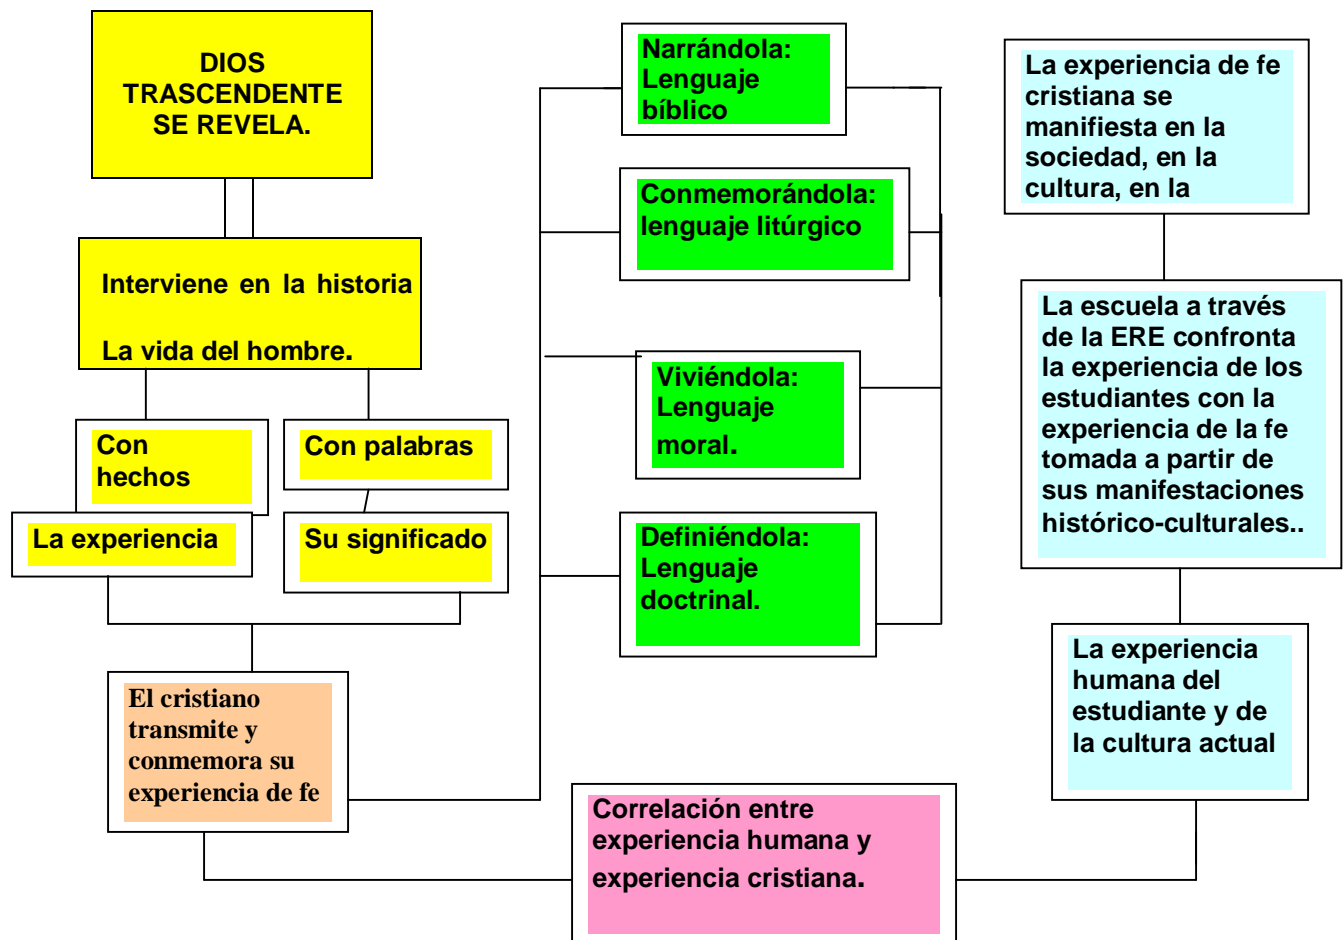 DIOS
TRASCENDENTE
SE REVELA.
Interviene en la historia
La vida del hombre.
Con
hechos
Con palabras
La experiencia
Su significado
El cristiano
transmite y
conmemora su
experiencia de fe
Narrándola:
Lenguaje
bíblico
Conmemorándola:
lenguaje litúrgico
Viviéndola:
Lenguaje
moral.
Definiéndola:
Lenguaje
doctrinal.
Correlación entre
experiencia humana y
experiencia cristiana.
La experiencia de fe
cristiana se
manifiesta en la
sociedad, en la
cultura, en la
La escuela a través
de la ERE confronta
la experiencia de los
estudiantes con la
experiencia de la fe
tomada a partir de
sus manifestaciones
histórico-culturales..
La experiencia
humana del
estudiante y de
la cultura actual